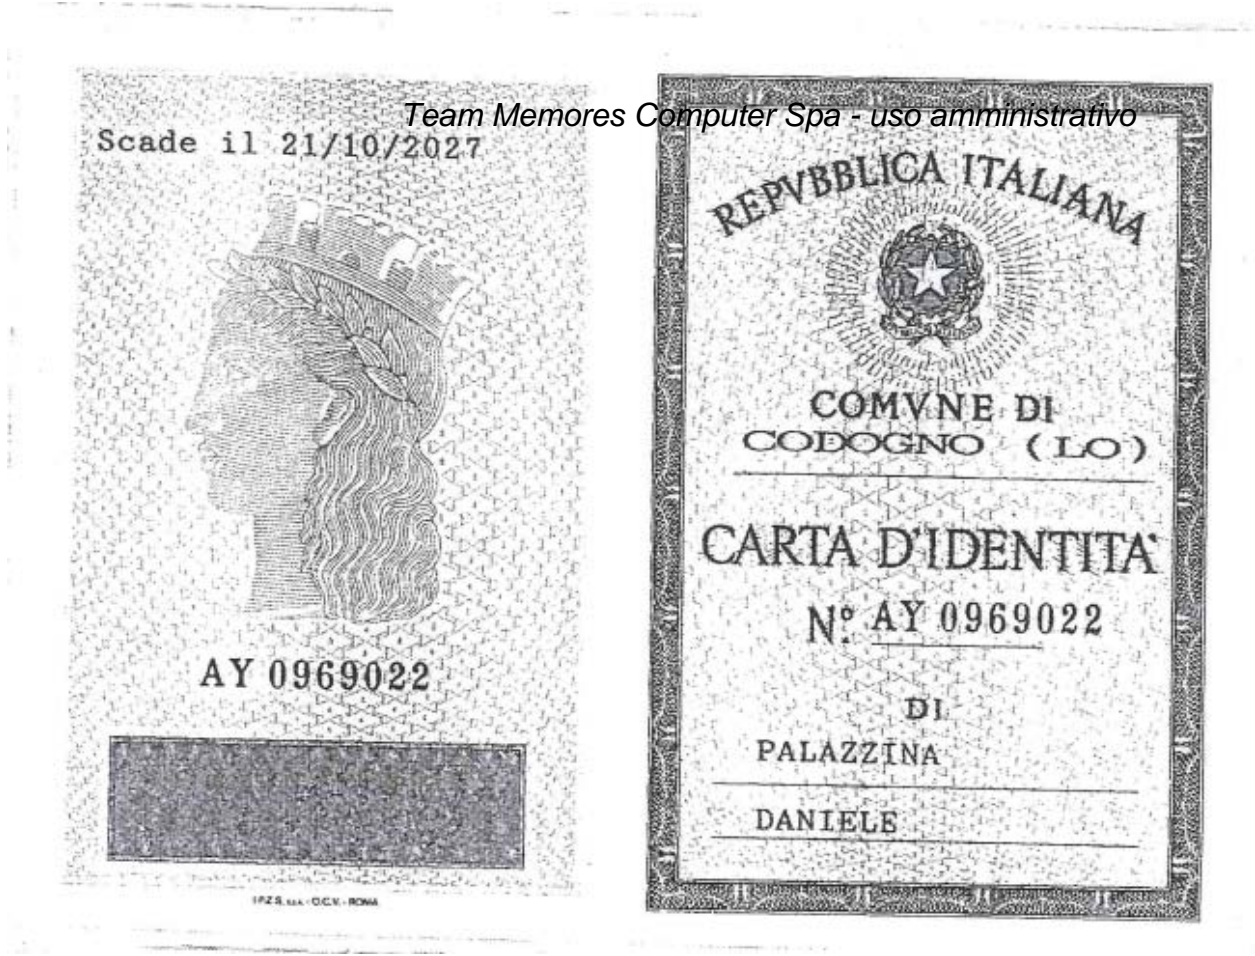 Team Memores Computer Spa - uso amministrativo
Scade il 21/10/2027
AY 0969022
I.P.Z.S. - O.C.V. - ROMA
REPVBBLICA ITALIANA
COMVNE DI
CODOGNO (LO)
CARTA D'IDENTITA'
N.º AY 0969022
DI
PALAZZINA
DANIELE